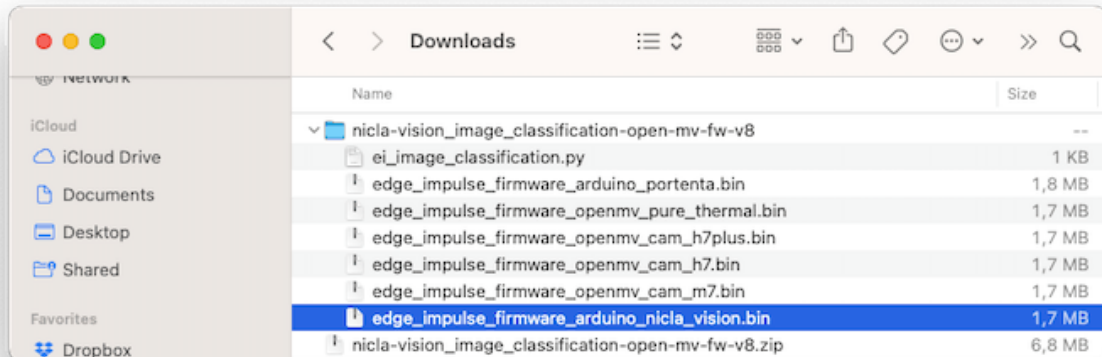 Downloads
Network
Name Size
iCloud
nicla-vision_image_classification-open-mv-fw-v8 --
iCloud Drive
ei_image_classification.py 1 KB
edge_impulse_firmware_arduino_portenta.bin 1,8 MB
Documents
edge_impulse_firmware_openmv_pure_thermal.bin 1,7 MB
Desktop
edge_impulse_firmware_openmv_cam_h7plus.bin 1,7 MB
Shared
edge_impulse_firmware_openmv_cam_h7.bin 1,7 MB
edge_impulse_firmware_openmv_cam_m7.bin 1,7 MB
Favorites
edge_impulse_firmware_arduino_nicla_vision.bin 1,7 MB
Dropbox
nicla-vision_image_classification-open-mv-fw-v8.zip 6,8 MB